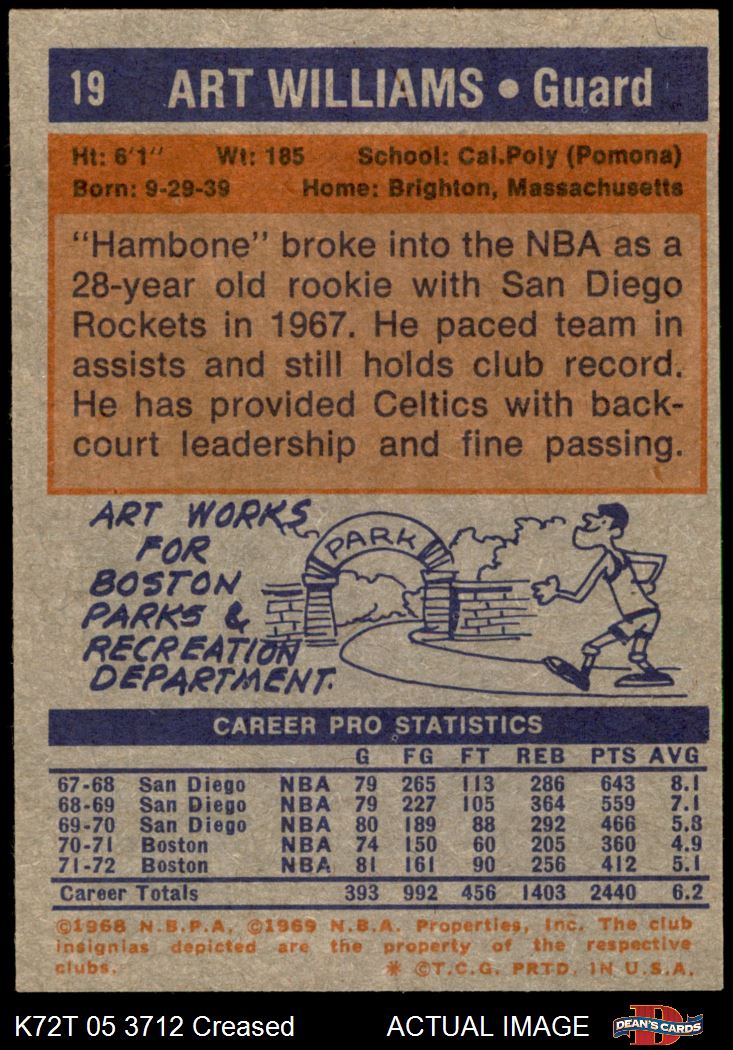 19 ART WILLIAMS • Guard
Ht: 6'1" Wt: 185 School: Cal.Poly (Pomona)
Born: 9-29-39 Home: Brighton, Massachusetts
"Hambone" broke into the NBA as a
28-year old rookie with San Diego
Rockets in 1967. He paced team in
assists and still holds club record.
He has provided Celtics with back-
court leadership and fine passing.
ART WORKS
FOR
BOSTON
PARKS &
RECREATION
DEPARTMENT.
PARK
CAREER PRO STATISTICS
G FG FT REB PTS AVG
67-68 San Diego NBA 79 265 113 286 643 8.1
68-69 San Diego NBA 79 227 105 364 559 7.1
69-70 San Diego NBA 80 189 88 292 466 5.8
70-71 Boston NBA 74 150 60 205 360 4.9
71-72 Boston NBA 81 161 90 256 412 5.1
Career Totals 393 992 456 1403 2440 6.2
©1968 N.B.P.A. ©1969 N.B.A. Properties, Inc. The club
insignias depicted are the property of the respective
clubs. * ©T.C.G. PRTD. IN U.S.A.
K72T 05 3712 Creased ACTUAL IMAGE
D
DEAN'S CARDS